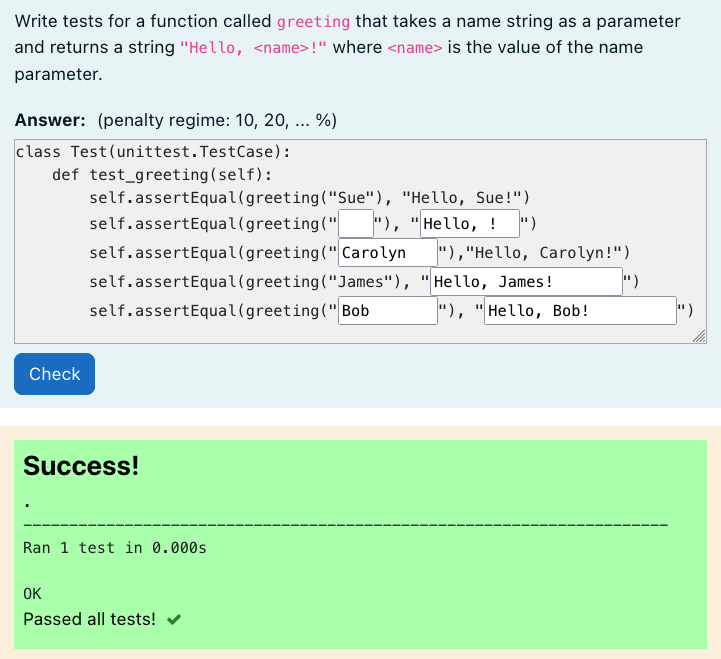 Write tests for a function called greeting that takes a name string as a parameter
and returns a string "Hello, <name>!" where <name> is the value of the name
parameter.
Answer: (penalty regime: 10, 20, ... %)
class Test(unittest.TestCase):
    def test_greeting(self):
        self.assertEqual(greeting("Sue"), "Hello, Sue!")
        self.assertEqual(greeting(""), "Hello, !")
        self.assertEqual(greeting("Carolyn"),"Hello, Carolyn!")
        self.assertEqual(greeting("James"), "Hello, James!")
        self.assertEqual(greeting("Bob"), "Hello, Bob!")
Check
Success!
.
----------------------------------------------------------------------
Ran 1 test in 0.000s
OK
Passed all tests! ✔